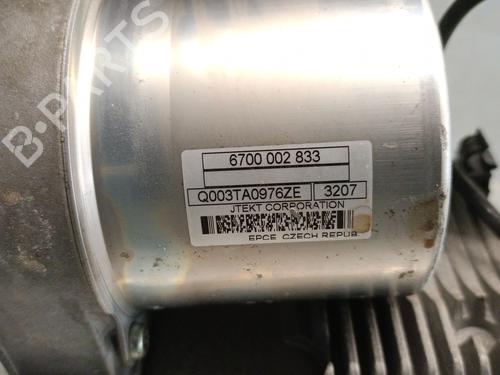 6700 002 833
Q003TA0976ZE 3207
JTEKT CORPORATION
EPCE, CZECH REPUB
B-PARTS